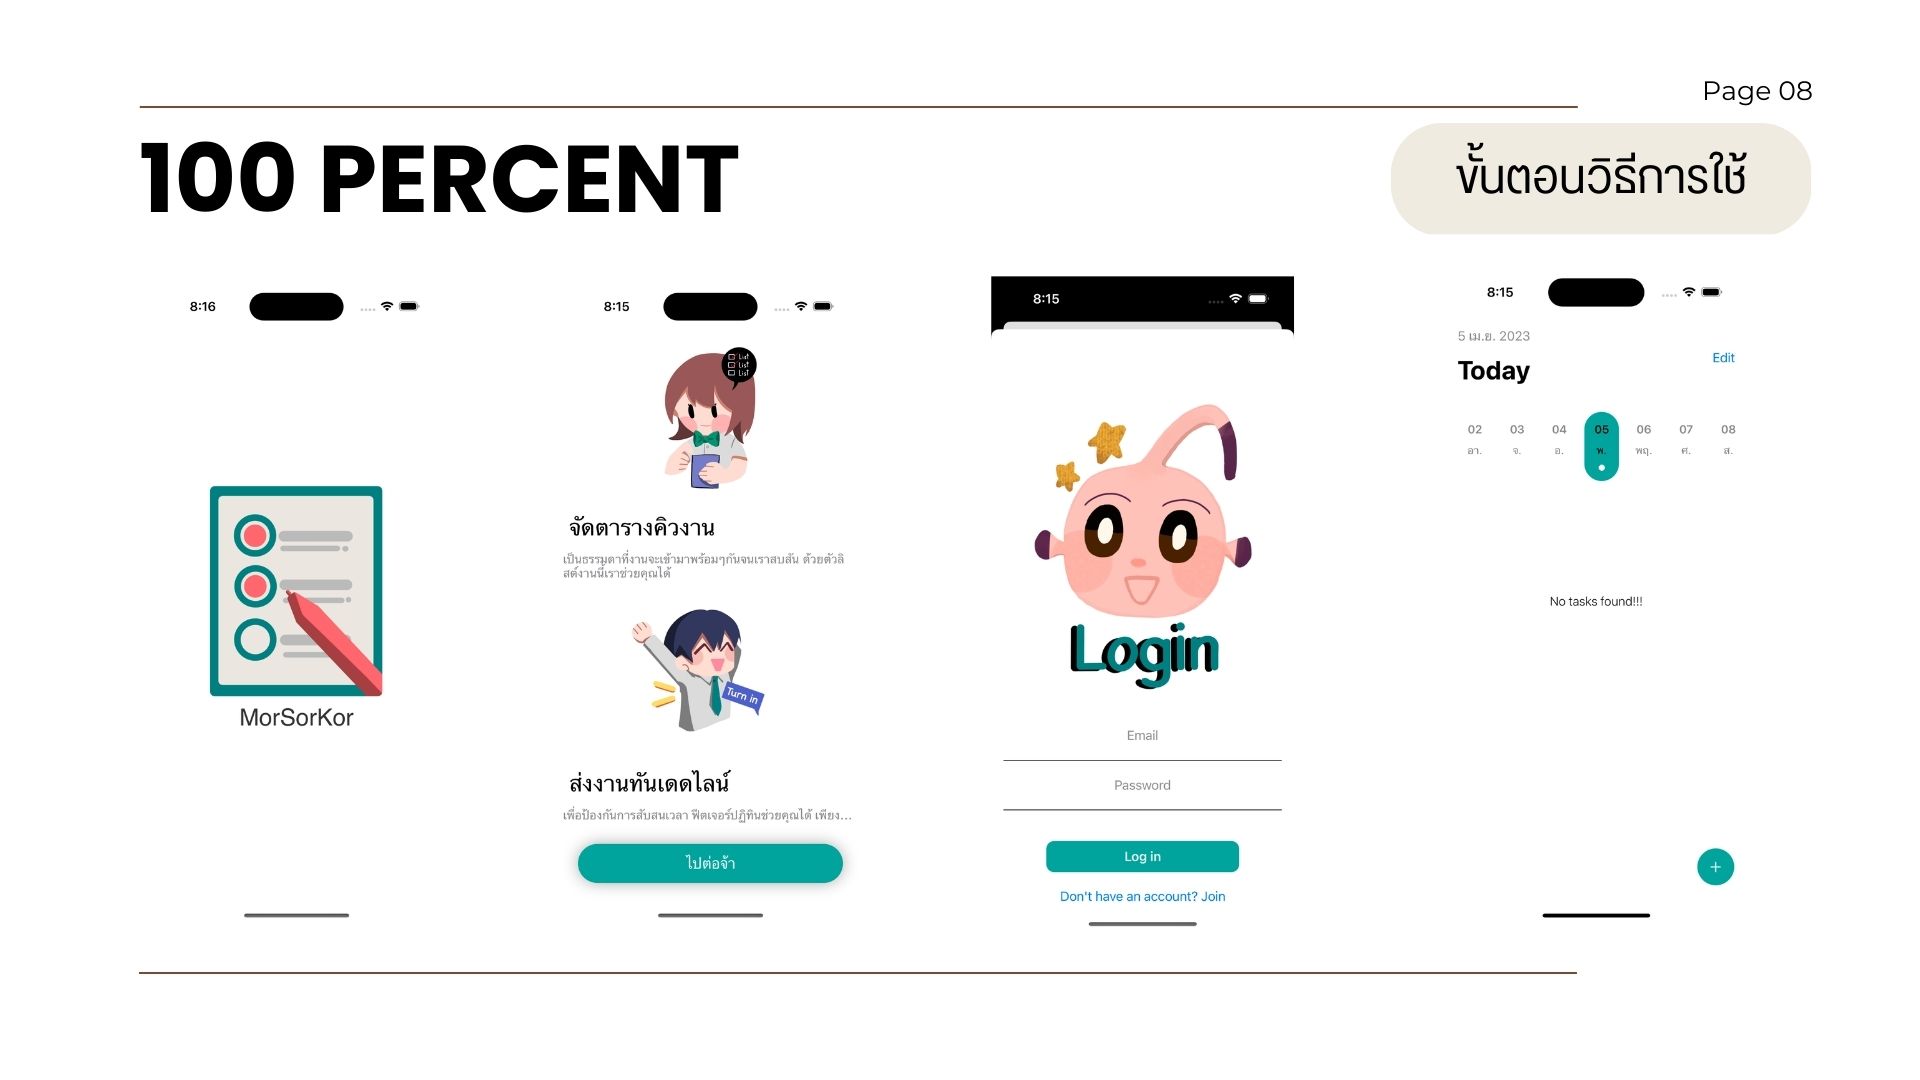 Page 08
100 PERCENT
ขั้นตอนวิธีการใช้
8:16
MorSorKor
8:15
List
List
List
จัดตารางคิวงาน
เป็นธรรมดาที่งานจะเข้ามาพร้อมๆกันจนเราสบสัน ด้วยตัวลิ
สต์งานนี้เราช่วยคุณได้
Turn in
ส่งงานทันเดดไลน์
เพื่อป้องกันการสับสนเวลา ฟีตเจอร์ปฏิทินช่วยคุณได้ เพียง...
ไปต่อจ้า
8:15
Login
Email
Password
Log in
Don't have an account? Join
8:15
5 เม.ย. 2023
Edit
Today
02 03 04 05 06 07 08
อา. จ. อ. พ. พฤ. ศ. ส.
No tasks found!!!
+